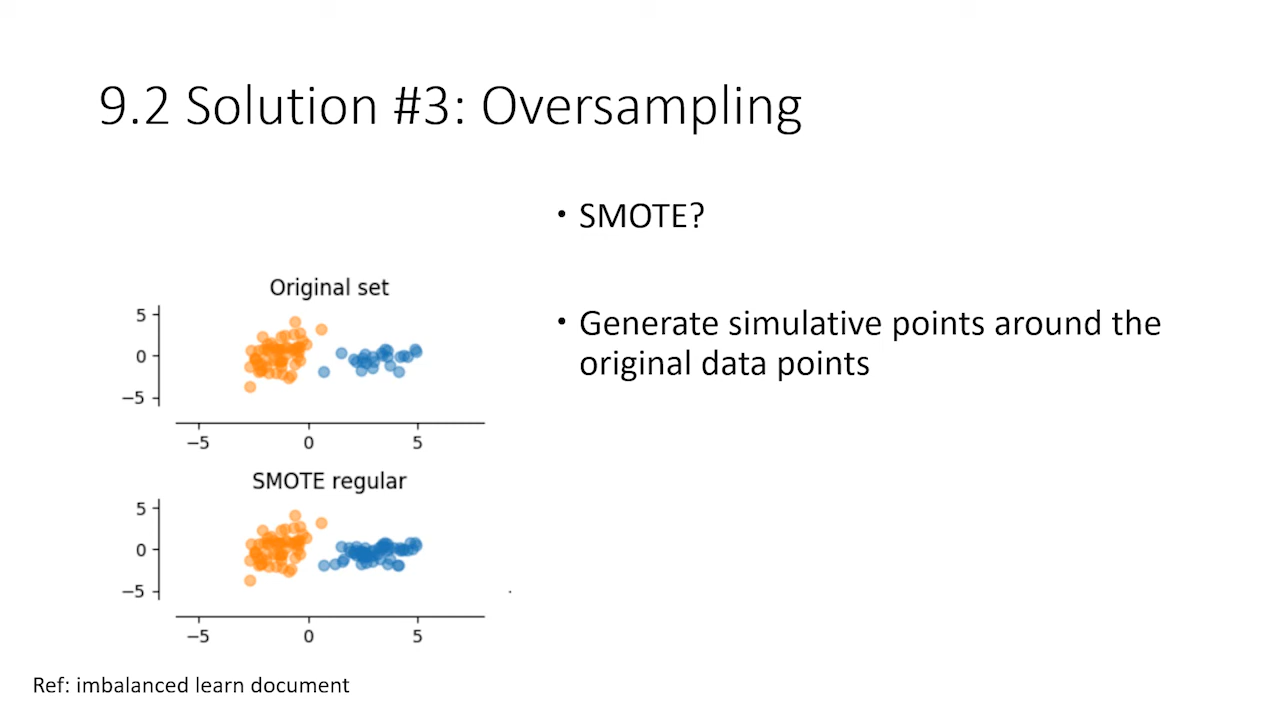 9.2 Solution #3: Oversampling
• SMOTE?
• Generate simulative points around the
original data points
Original set
5
0
−5
−5 0 5
SMOTE regular
5
0
−5
−5 0 5
Ref: imbalanced learn document